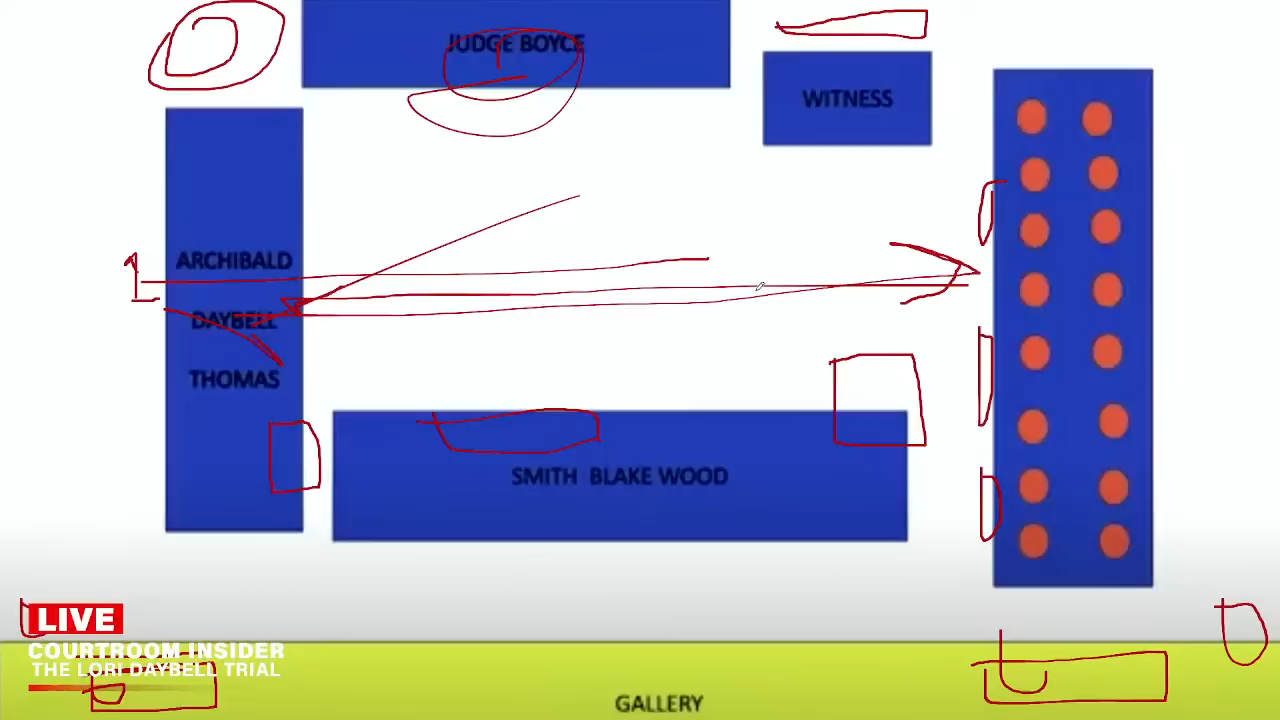 JUDGE BOYCE
WITNESS
ARCHIBALD
DAYBELL
THOMAS
SMITH BLAKE WOOD
LIVE
COURTROOM INSIDER
THE LORI DAYBELL TRIAL
GALLERY